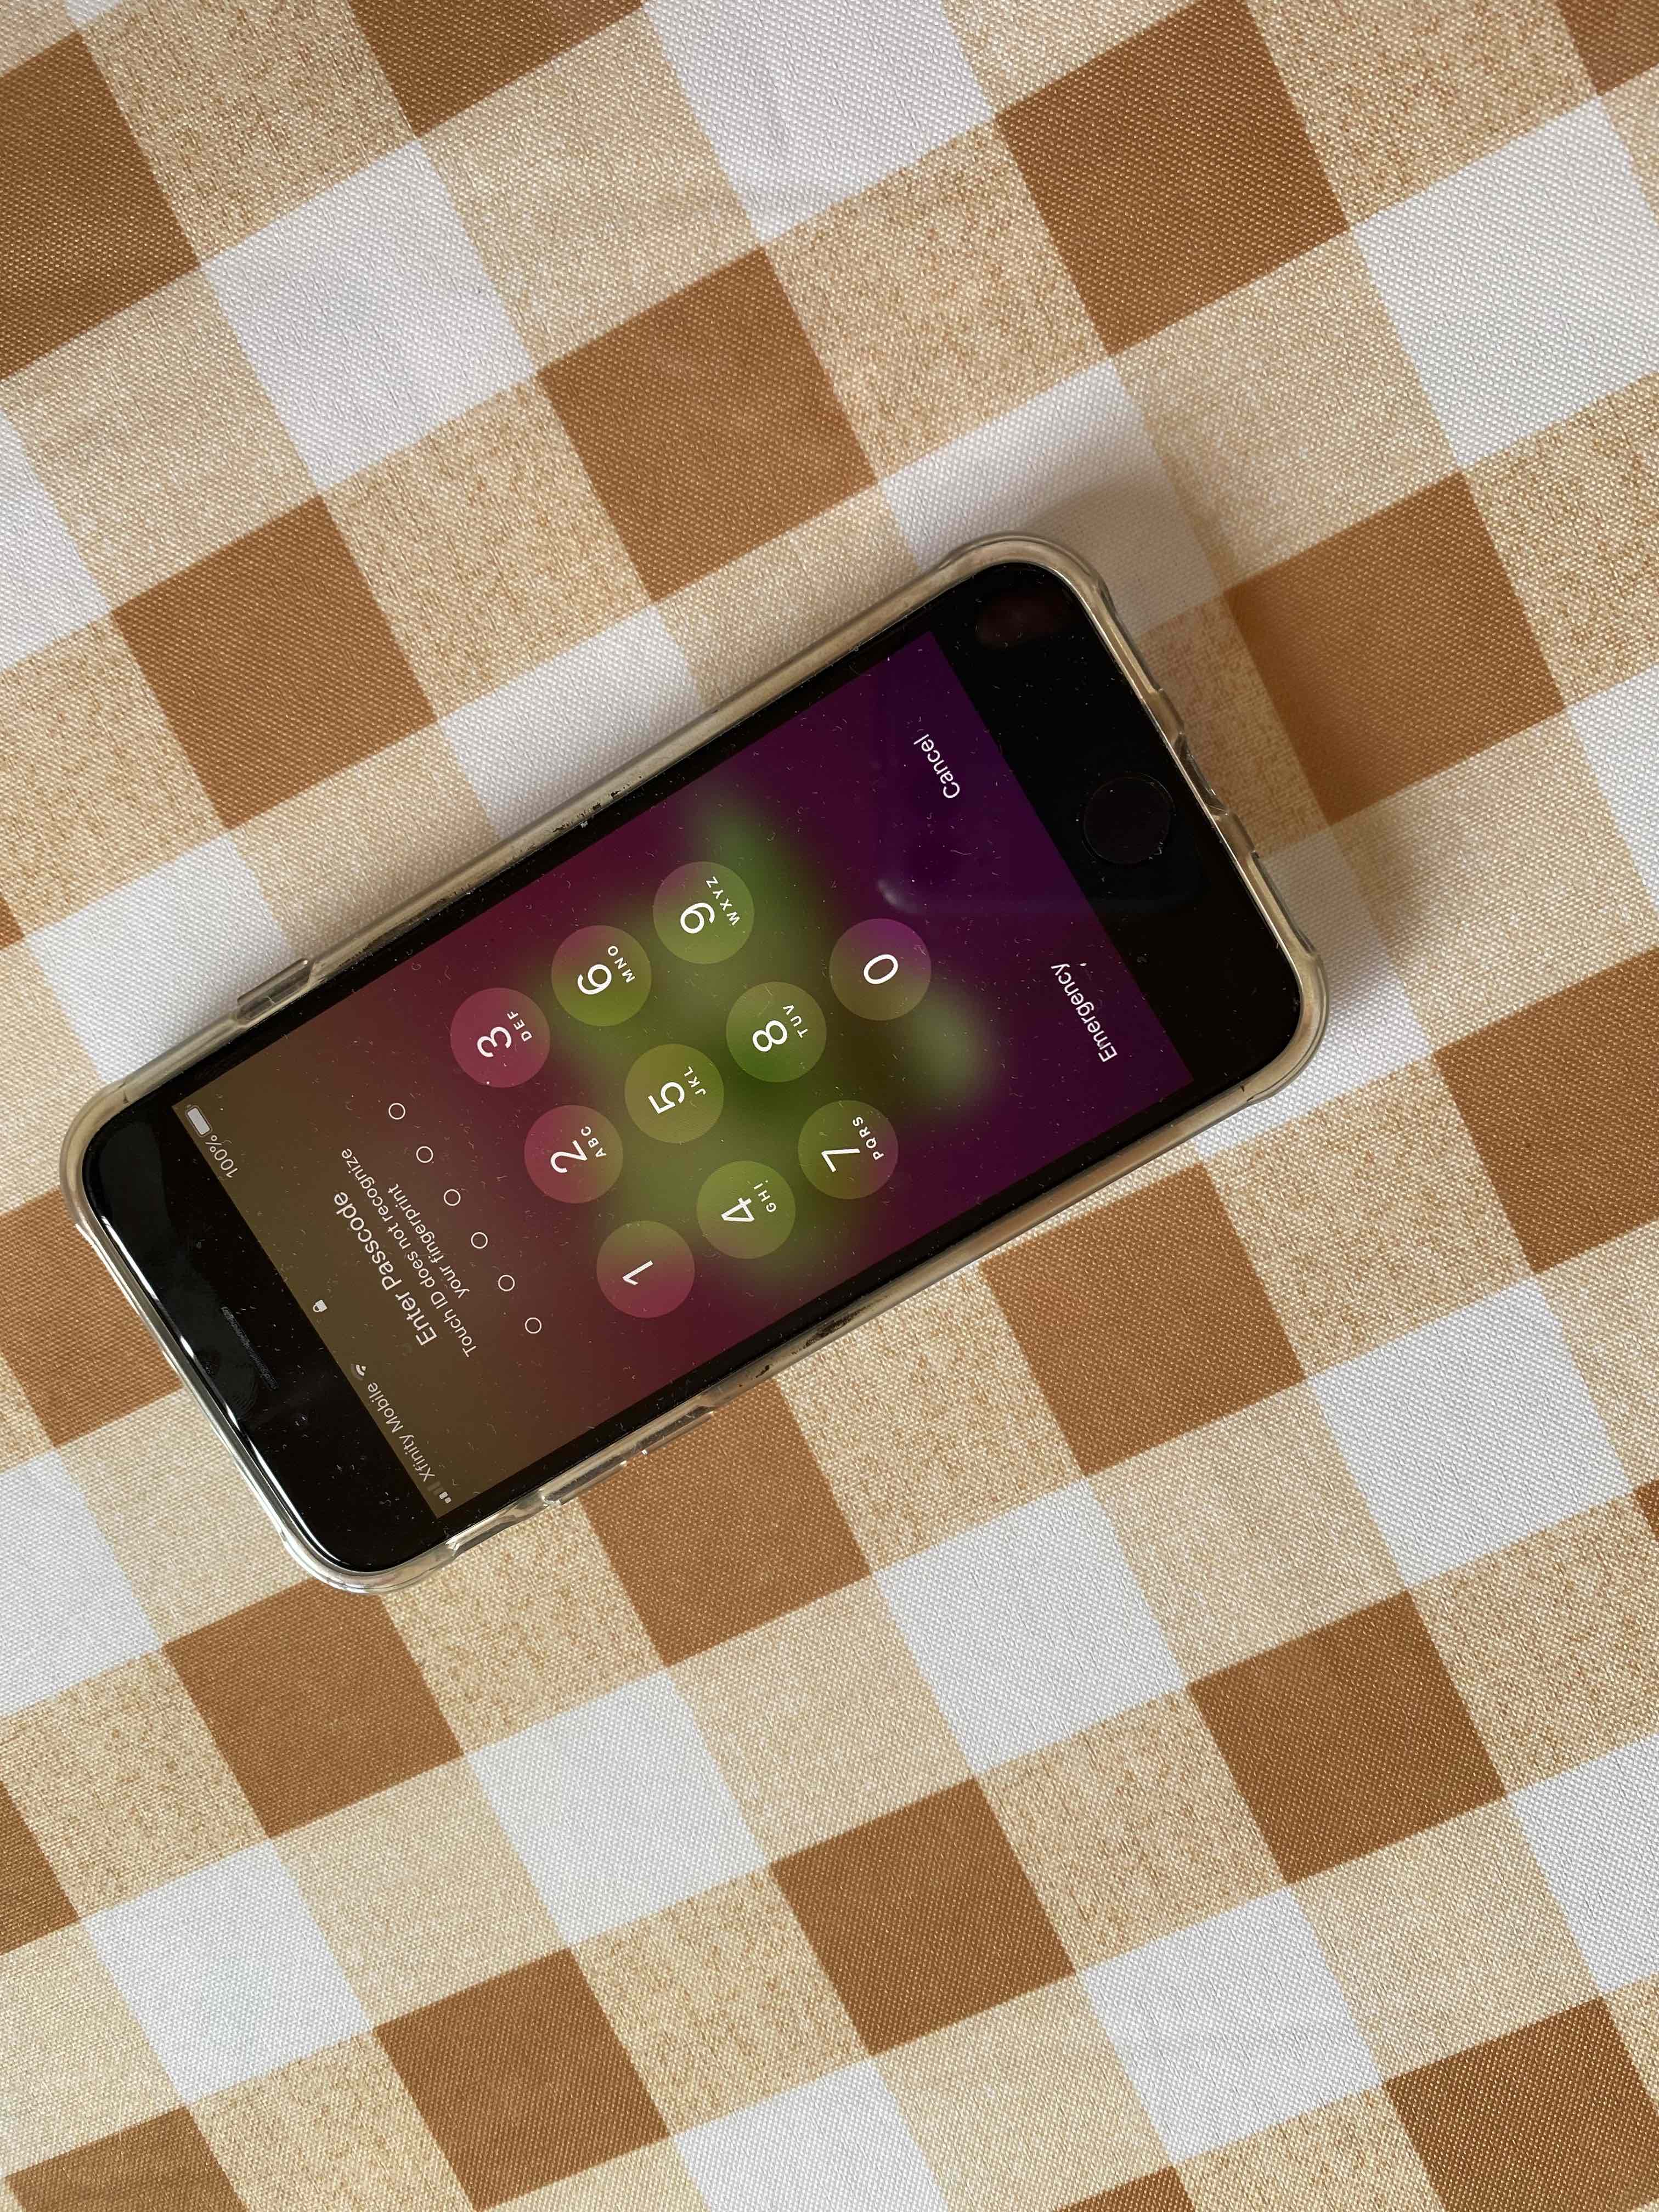 Xfinity Mobile 100%
Enter Passcode
Touch ID does not recognize
your fingerprint
1 2 ABC 3 DEF
4 GHI 5 JKL 6 MNO
7 PQRS 8 TUV 9 WXYZ
0
Emergency Cancel